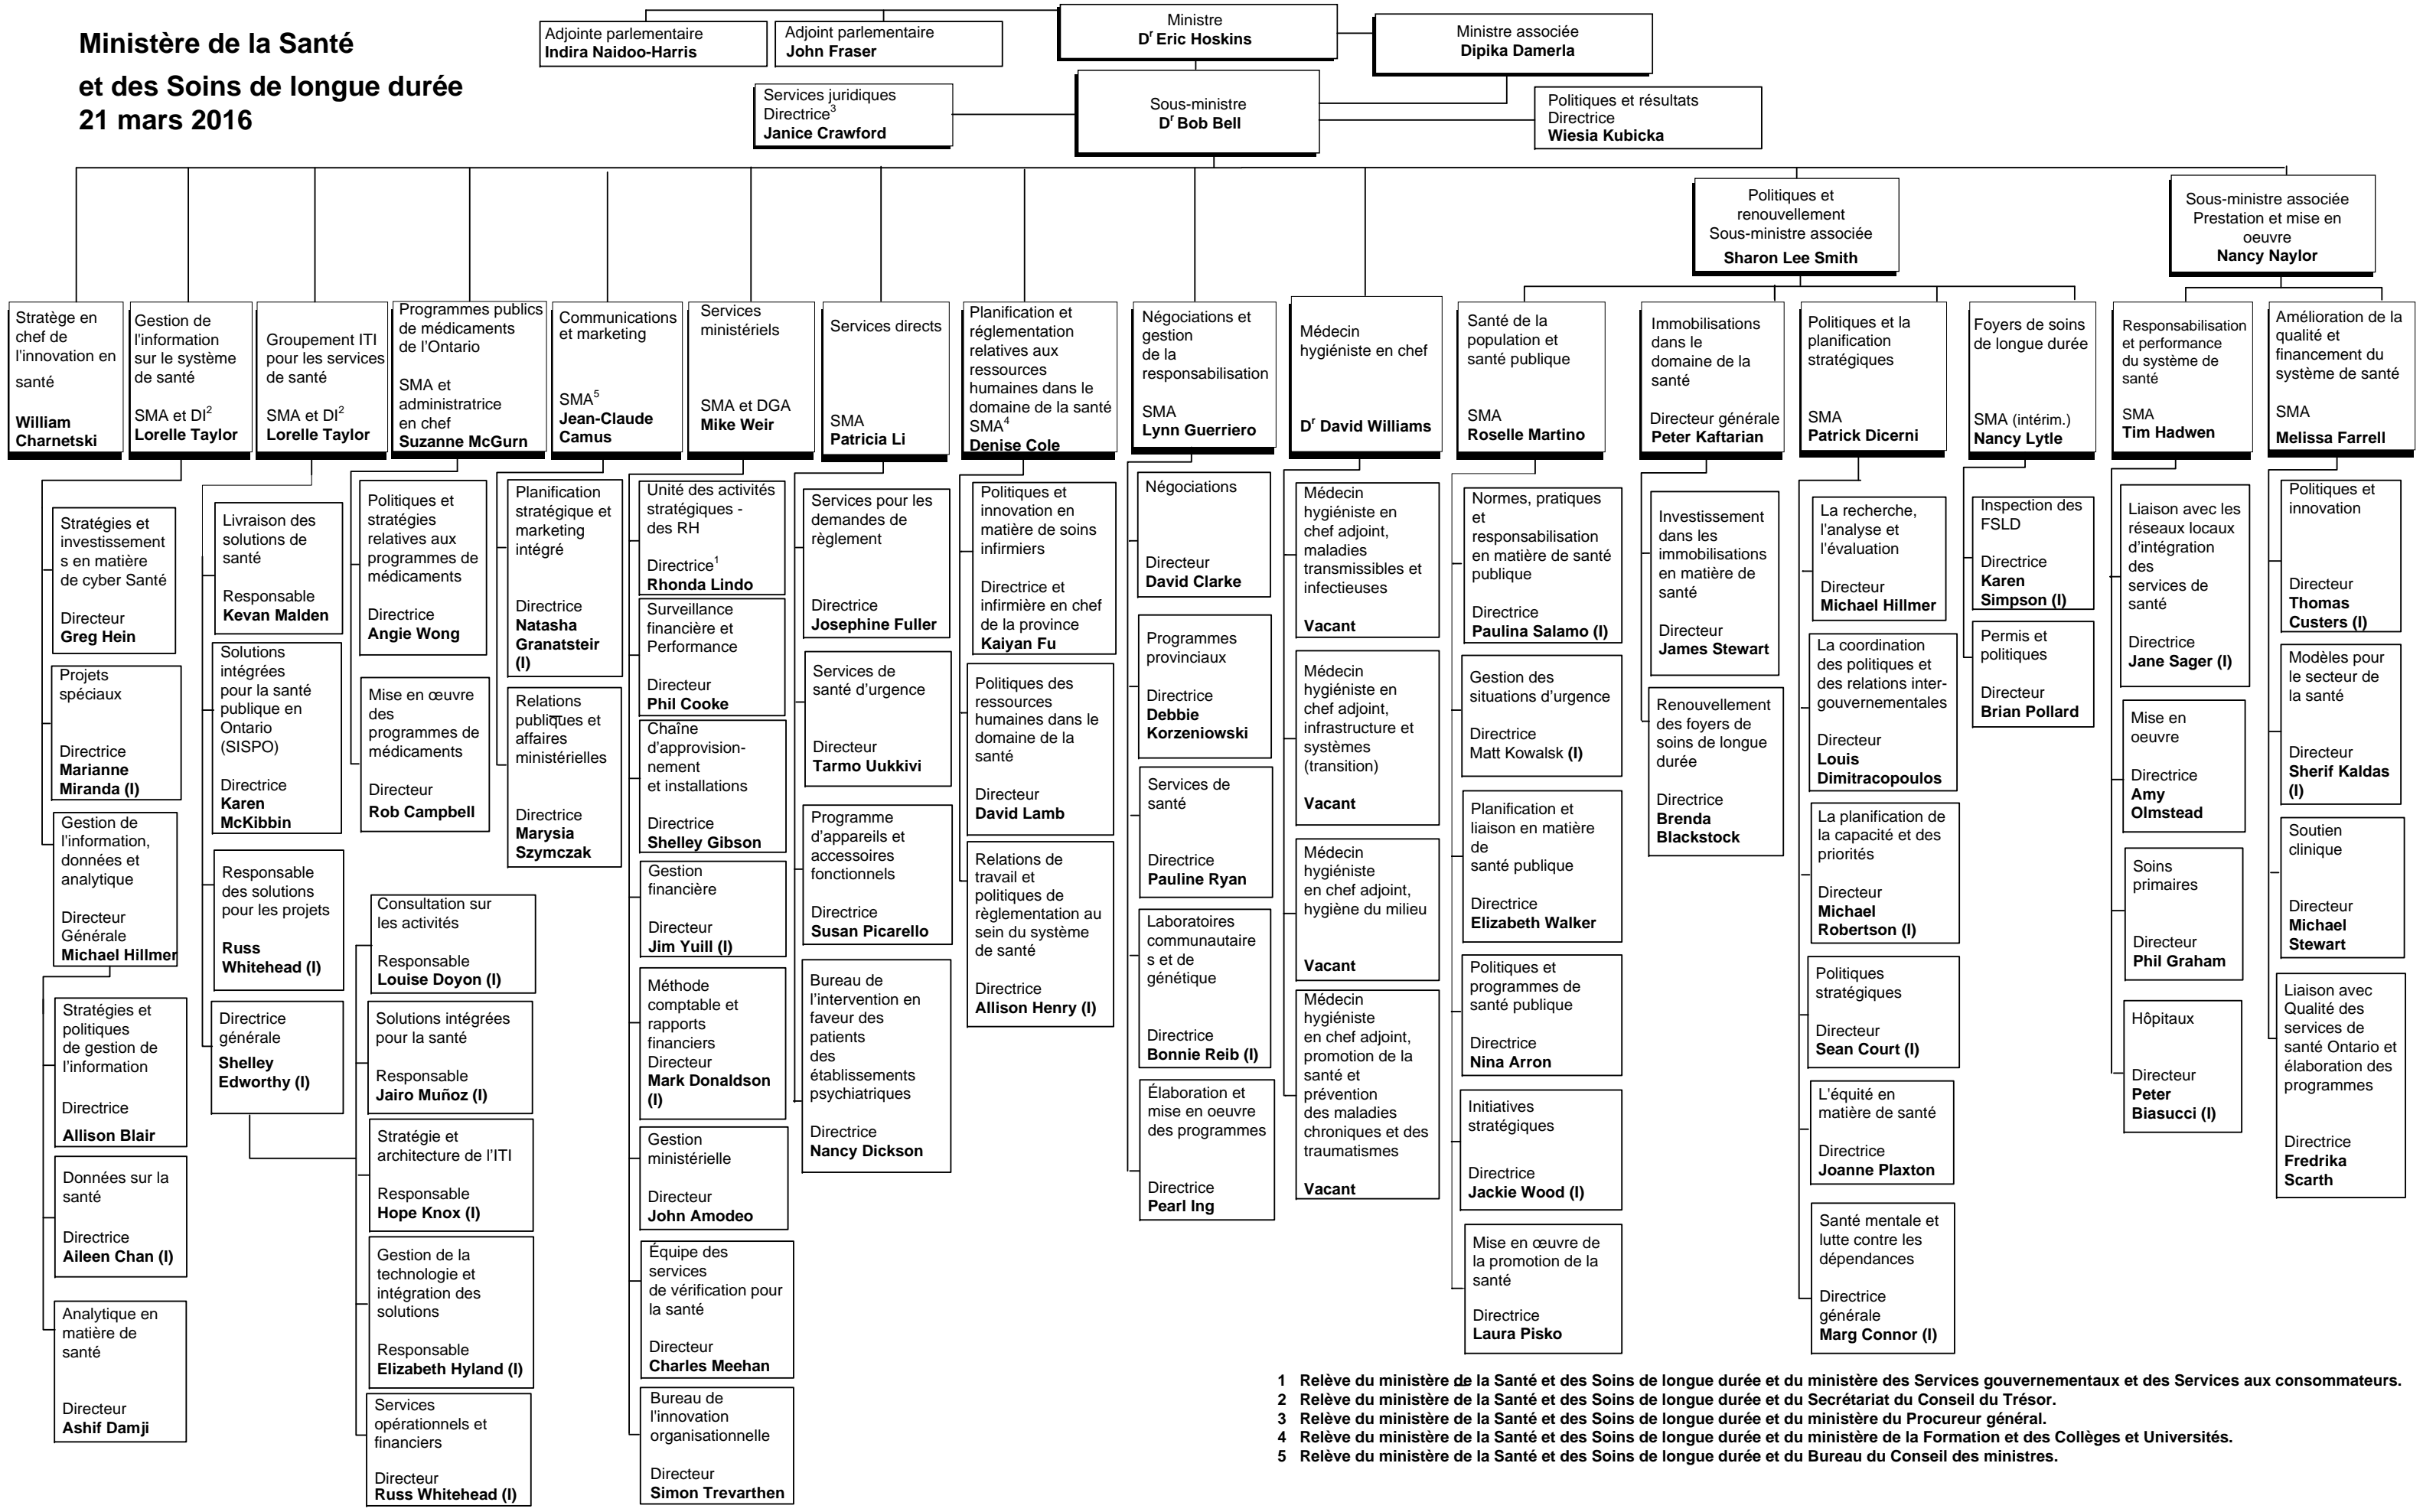 Ministère de la Santé
et des Soins de longue durée
21 mars 2016
Adjointe parlementaire
Indira Naidoo-Harris
Adjoint parlementaire
John Fraser
Ministre
Dr Eric Hoskins
Ministre associée
Dipika Damerla
Services juridiques
Directrice3
Janice Crawford
Sous-ministre
Dr Bob Bell
Politiques et résultats
Directrice
Wiesia Kubicka
Politiques et
renouvellement
Sous-ministre associée
Sharon Lee Smith
Sous-ministre associée
Prestation et mise en
oeuvre
Nancy Naylor
Stratège en
chef de
l'innovation en
santé
William
Charnetski
Gestion de
l'information
sur le système
de santé
SMA et DI2
Lorelle Taylor
Groupement ITI
pour les services
de santé
SMA et DI2
Lorelle Taylor
Programmes publics
de médicaments
de l'Ontario
SMA et
administratrice
en chef
Suzanne McGurn
Communications
et marketing
SMA5
Jean-Claude
Camus
Services
ministériels
SMA et DGA
Mike Weir
Services directs
SMA
Patricia Li
Planification et
réglementation
relatives aux
ressources
humaines dans le
domaine de la santé
SMA4
Denise Cole
Négociations et
gestion
de la
responsabilisation
SMA
Lynn Guerriero
Médecin
hygiéniste en chef
Dr David Williams
Santé de la
population et
santé publique
SMA
Roselle Martino
Immobilisations
dans le
domaine de la
santé
Directeur générale
Peter Kaftarian
Politiques et la
planification
stratégiques
SMA
Patrick Dicerni
Foyers de soins
de longue durée
SMA (intérim.)
Nancy Lytle
Responsabilisation
et performance
du système de
santé
SMA
Tim Hadwen
Amélioration de la
qualité et
financement du
système de santé
SMA
Melissa Farrell
Stratégies et
investissement
s en matière
de cyber Santé
Directeur
Greg Hein
Projets
spéciaux
Directrice
Marianne
Miranda (I)
Gestion de
l'information,
données et
analytique
Directeur
Générale
Michael Hillmer
Stratégies et
politiques
de gestion de
l'information
Directrice
Allison Blair
Données sur la
santé
Directrice
Aileen Chan (I)
Analytique en
matière de
santé
Directeur
Ashif Damji
Livraison des
solutions de
santé
Responsable
Kevan Malden
Solutions
intégrées
pour la santé
publique en
Ontario
(SISPO)
Directrice
Karen
McKibbin
Responsable
des solutions
pour les projets
Russ
Whitehead (I)
Directrice
générale
Shelley
Edworthy (I)
Consultation sur
les activités
Responsable
Louise Doyon (I)
Solutions intégrées
pour la santé
Responsable
Jairo Muñoz (I)
Stratégie et
architecture de l'ITI
Responsable
Hope Knox (I)
Gestion de la
technologie et
intégration des
solutions
Responsable
Elizabeth Hyland (I)
Services
opérationnels et
financiers
Directeur
Russ Whitehead (I)
Politiques et
stratégies
relatives aux
programmes de
médicaments
Directrice
Angie Wong
Mise en œuvre
des
programmes de
médicaments
Directeur
Rob Campbell
Planification
stratégique et
marketing
intégré
Directrice
Natasha
Granatsteir
(I)
Relations
publiques et
affaires
ministérielles
Directrice
Marysia
Szymczak
Unité des activités
stratégiques -
des RH
Directrice1
Rhonda Lindo
Surveillance
financière et
Performance
Directeur
Phil Cooke
Chaîne
d'approvision-
nement
et installations
Directrice
Shelley Gibson
Gestion
financière
Directeur
Jim Yuill (I)
Méthode
comptable et
rapports
financiers
Directeur
Mark Donaldson
(I)
Gestion
ministérielle
Directeur
John Amodeo
Équipe des
services
de vérification pour
la santé
Directeur
Charles Meehan
Bureau de
l'innovation
organisationnelle
Directeur
Simon Trevarthen
Services pour les
demandes de
règlement
Directrice
Josephine Fuller
Services de
santé d'urgence
Directeur
Tarmo Uukkivi
Programme
d'appareils et
accessoires
fonctionnels
Directrice
Susan Picarello
Bureau de
l'intervention en
faveur des
patients
des
établissements
psychiatriques
Directrice
Nancy Dickson
Politiques et
innovation en
matière de soins
infirmiers
Directrice et
infirmière en chef
de la province
Kaiyan Fu
Politiques des
ressources
humaines dans le
domaine de la
santé
Directeur
David Lamb
Relations de
travail et
politiques de
règlementation au
sein du système
de santé
Directrice
Allison Henry (I)
Négociations
Directeur
David Clarke
Programmes
provinciaux
Directrice
Debbie
Korzeniowski
Services de
santé
Directrice
Pauline Ryan
Laboratoires
communautaire
s et de
génétique
Directrice
Bonnie Reib (I)
Élaboration et
mise en oeuvre
des programmes
Directrice
Pearl Ing
Médecin
hygiéniste en
chef adjoint,
maladies
transmissibles et
infectieuses
Vacant
Médecin
hygiéniste en
chef adjoint,
infrastructure et
systèmes
(transition)
Vacant
Médecin
hygiéniste
en chef adjoint,
hygiène du milieu
Vacant
Médecin
hygiéniste
en chef adjoint,
promotion de la
santé et
prévention
des maladies
chroniques et des
traumatismes
Vacant
Normes, pratiques
et
responsabilisation
en matière de santé
publique
Directrice
Paulina Salamo (I)
Gestion des
situations d'urgence
Directrice
Matt Kowalsk (I)
Planification et
liaison en matière
de
santé publique
Directrice
Elizabeth Walker
Politiques et
programmes de
santé publique
Directrice
Nina Arron
Initiatives
stratégiques
Directrice
Jackie Wood (I)
Mise en œuvre de
la promotion de la
santé
Directrice
Laura Pisko
Investissement
dans les
immobilisations
en matière de
santé
Directeur
James Stewart
Renouvellement
des foyers de
soins de longue
durée
Directrice
Brenda
Blackstock
La recherche,
l'analyse et
l'évaluation
Directeur
Michael Hillmer
La coordination
des politiques et
des relations inter-
gouvernementales
Directeur
Louis
Dimitracopoulos
La planification de
la capacité et des
priorités
Directeur
Michael
Robertson (I)
Politiques
stratégiques
Directeur
Sean Court (I)
L'équité en
matière de santé
Directrice
Joanne Plaxton
Santé mentale et
lutte contre les
dépendances
Directrice
générale
Marg Connor (I)
Inspection des
FSLD
Directrice
Karen
Simpson (I)
Permis et
politiques
Directeur
Brian Pollard
Liaison avec les
réseaux locaux
d'intégration
des
services de
santé
Directrice
Jane Sager (I)
Mise en
oeuvre
Directrice
Amy
Olmstead
Soins
primaires
Directeur
Phil Graham
Hôpitaux
Directeur
Peter
Biasucci (I)
Politiques et
innovation
Directeur
Thomas
Custers (I)
Modèles pour
le secteur de
la santé
Directeur
Sherif Kaldas
(I)
Soutien
clinique
Directeur
Michael
Stewart
Liaison avec
Qualité des
services de
santé Ontario et
élaboration des
programmes
Directrice
Fredrika
Scarth
1 Relève du ministère de la Santé et des Soins de longue durée et du ministère des Services gouvernementaux et des Services aux consommateurs.
2 Relève du ministère de la Santé et des Soins de longue durée et du Secrétariat du Conseil du Trésor.
3 Relève du ministère de la Santé et des Soins de longue durée et du ministère du Procureur général.
4 Relève du ministère de la Santé et des Soins de longue durée et du ministère de la Formation et des Collèges et Universités.
5 Relève du ministère de la Santé et des Soins de longue durée et du Bureau du Conseil des ministres.